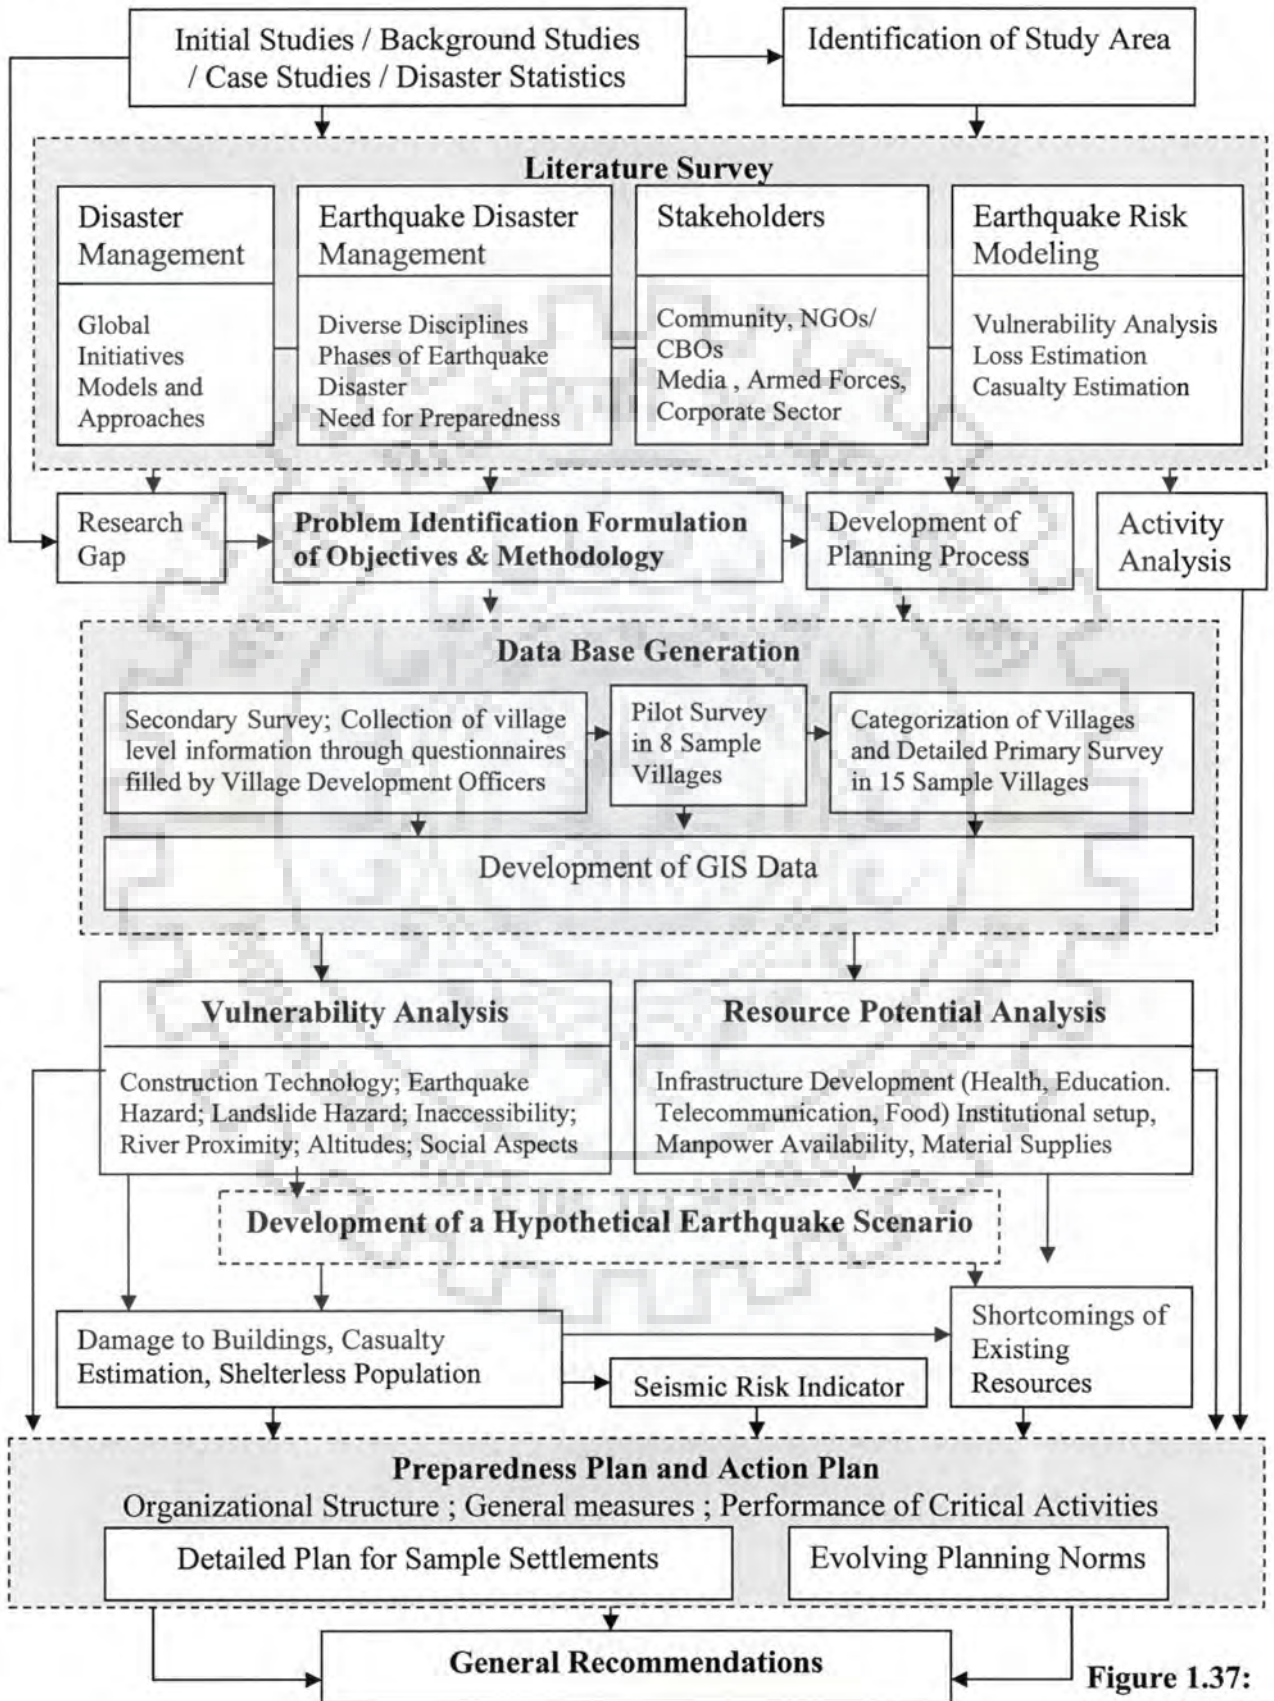 Initial Studies / Background Studies
/ Case Studies / Disaster Statistics
Identification of Study Area
Literature Survey
Disaster
Management
Global
Initiatives
Models and
Approaches
Earthquake Disaster
Management
Diverse Disciplines
Phases of Earthquake
Disaster
Need for Preparedness
Stakeholders
Community, NGOs/
CBOs
Media , Armed Forces,
Corporate Sector
Earthquake Risk
Modeling
Vulnerability Analysis
Loss Estimation
Casualty Estimation
Research
Gap
Problem Identification Formulation
of Objectives & Methodology
Development of
Planning Process
Activity
Analysis
Data Base Generation
Secondary Survey; Collection of village
level information through questionnaires
filled by Village Development Officers
Pilot Survey
in 8 Sample
Villages
Categorization of Villages
and Detailed Primary Survey
in 15 Sample Villages
Development of GIS Data
Vulnerability Analysis
Construction Technology; Earthquake
Hazard; Landslide Hazard; Inaccessibility;
River Proximity; Altitudes; Social Aspects
Resource Potential Analysis
Infrastructure Development (Health, Education.
Telecommunication, Food) Institutional setup,
Manpower Availability, Material Supplies
Development of a Hypothetical Earthquake Scenario
Damage to Buildings, Casualty
Estimation, Shelterless Population
Seismic Risk Indicator
Shortcomings of
Existing
Resources
Preparedness Plan and Action Plan
Organizational Structure ; General measures ; Performance of Critical Activities
Detailed Plan for Sample Settlements
Evolving Planning Norms
General Recommendations
Figure 1.37: